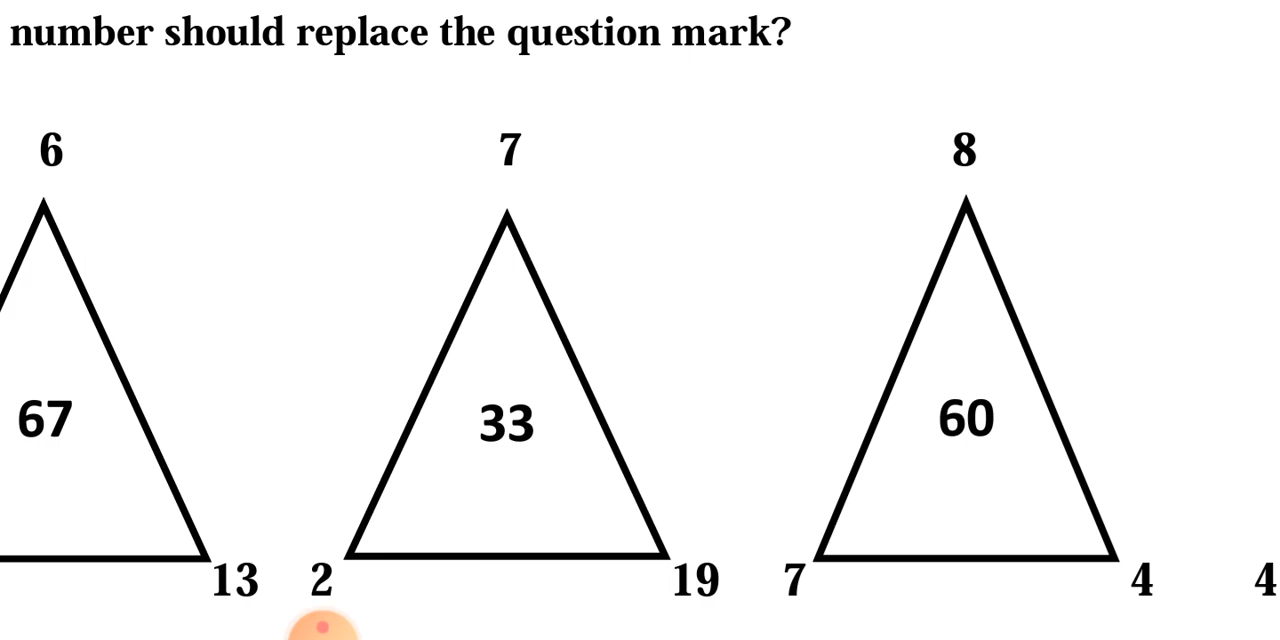 number should replace the question mark?
6 7 8
67 33 60
13 2 19 7 4 4